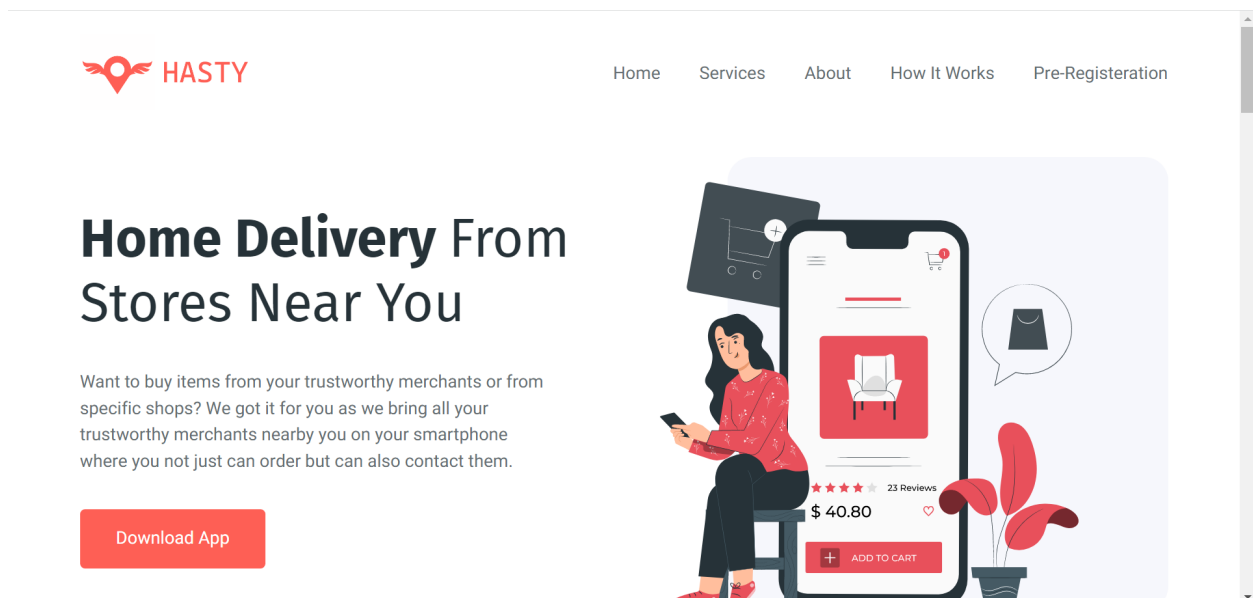 HASTY
Home Services About How It Works Pre-Registeration
Home Delivery From
Stores Near You
Want to buy items from your trustworthy merchants or from
specific shops? We got it for you as we bring all your
trustworthy merchants nearby you on your smartphone
where you not just can order but can also contact them.
Download App
1
23 Reviews
$ 40.80
ADD TO CART